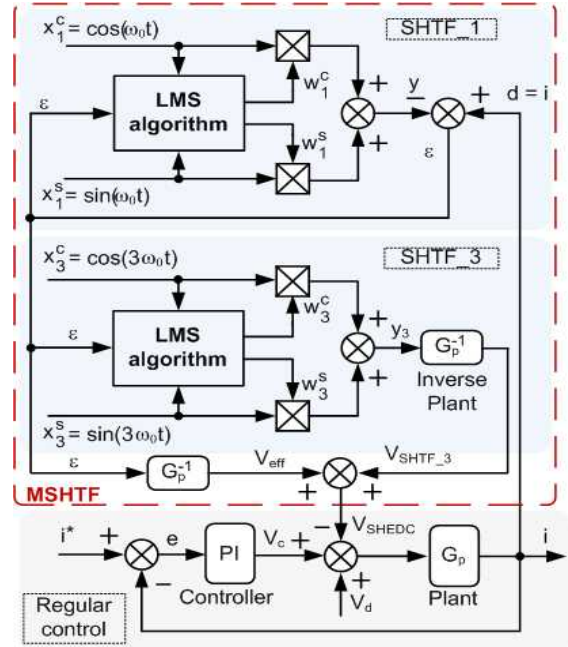 x₁ᶜ = cos(ω₀t)
SHTF_1
LMS algorithm
w₁ᶜ
+
y
−
+
d = i
ε
w₁ˢ
+
ε
x₁ˢ = sin(ω₀t)
x₃ᶜ = cos(3ω₀t)
SHTF_3
ε
LMS algorithm
w₃ᶜ
+
y₃
Gₚ⁻¹
w₃ˢ
+
Inverse Plant
x₃ˢ = sin(3ω₀t)
ε
Gₚ⁻¹
V_eff
V_SHTF_3
MSHTF
+
+
−
V_SHEDC
i*
+
e
PI
V_c
+
Gₚ
i
−
Controller
+
V_d
Plant
Regular control